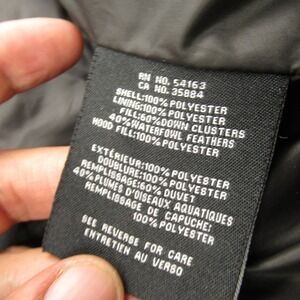 RN NO. 54163
CA NO. 35884
SHELL:100% POLYESTER
LINING:100% POLYESTER
FILL:60% DOWN CLUSTERS
40% WATERFOWL FEATHERS
HOOD FILL:100% POLYESTER
EXTÉRIEUR:100% POLYESTER
DOUBLURE:100% POLYESTER
REMPLISSAGE:60% DUVET
40% PLUMES D'OISEAUX AQUATIQUES
REMPLISSAGE DE CAPUCHE:
100% POLYESTER
SEE REVERSE FOR CARE
ENTRETIEN AU VERSO